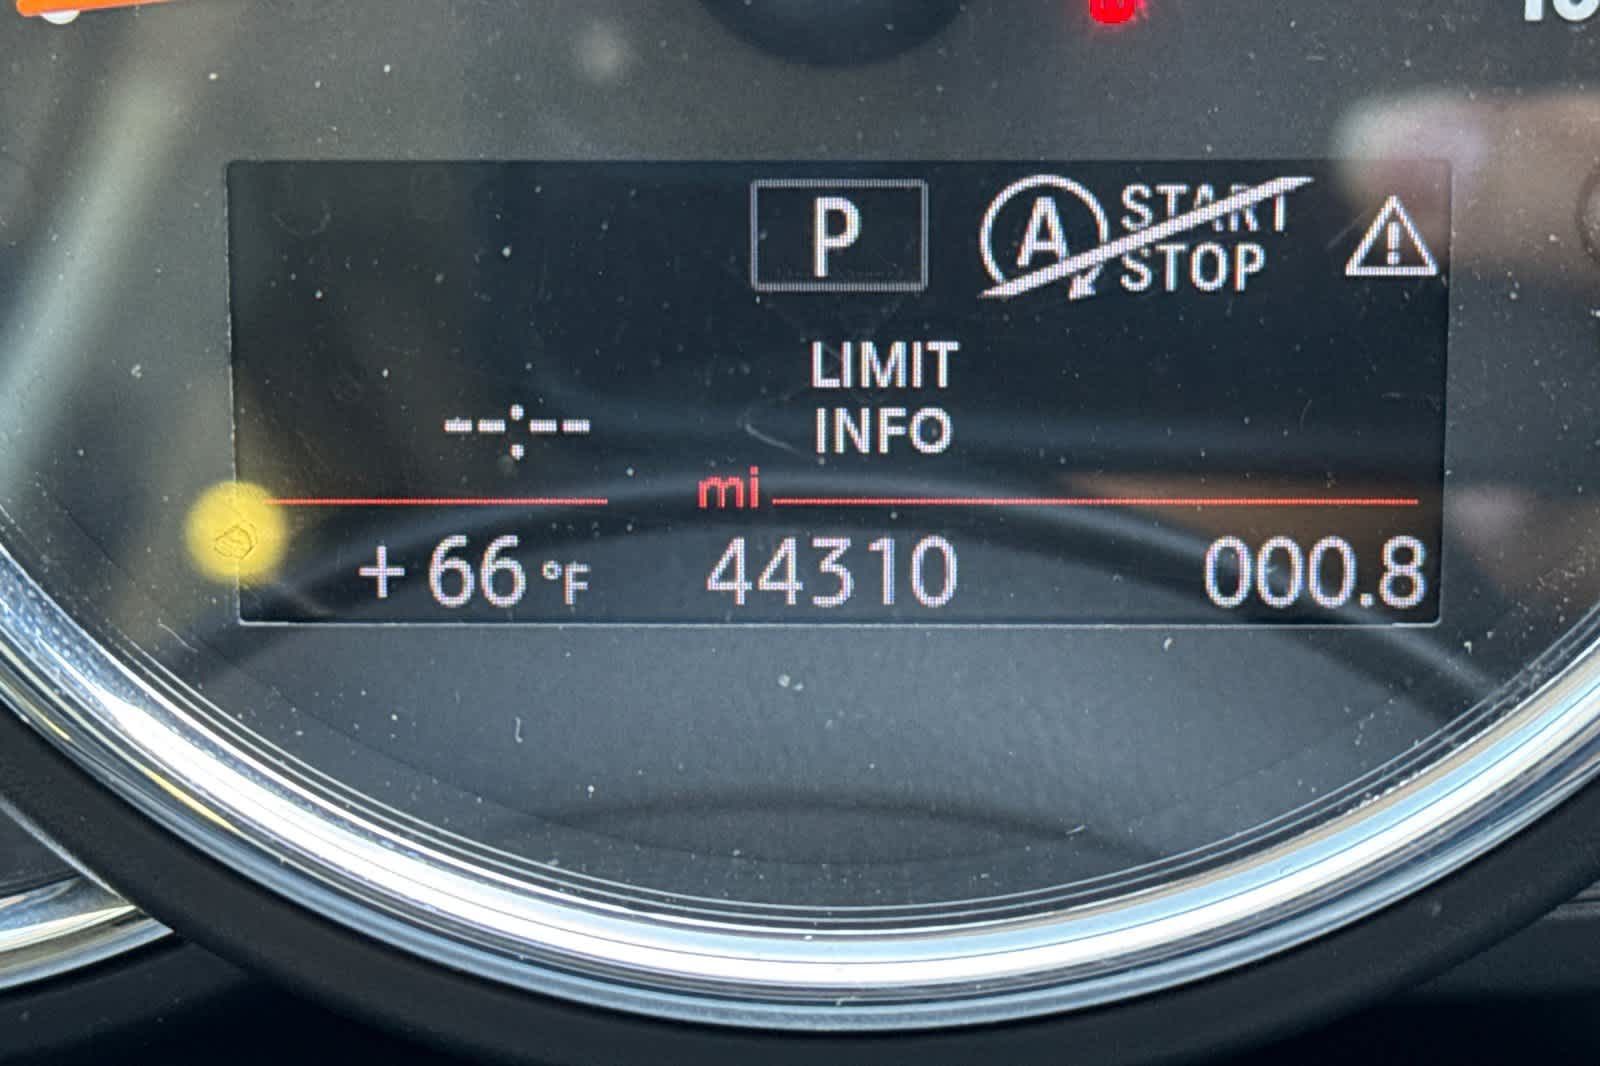 P
A START
STOP
LIMIT
INFO
--:--
mi
+66 °F 44310 000.8